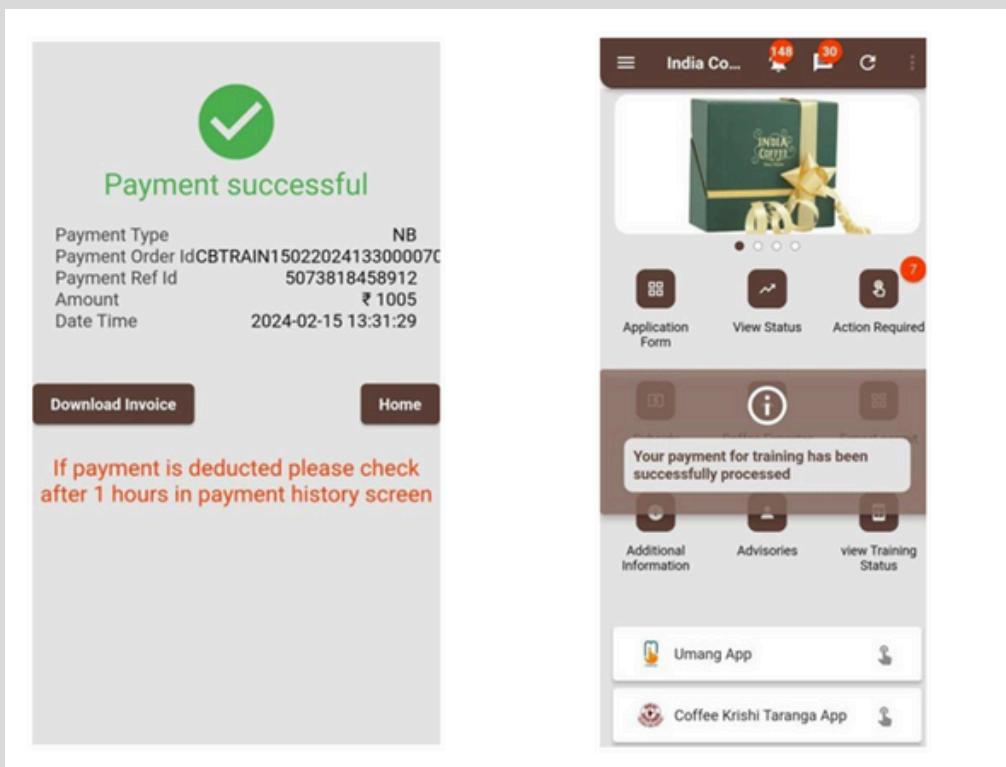 Payment successful
Payment Type NB
Payment Order Id CBTRAIN15022024133000070
Payment Ref Id 5073818458912
Amount ₹ 1005
Date Time 2024-02-15 13:31:29
Download Invoice Home
If payment is deducted please check
after 1 hours in payment history screen
India Co... 148 30
INDIA
COFFEE
7
Application
Form
View Status
Action Required
Your payment for training has been
successfully processed
Additional
Information
Advisories
view Training
Status
Umang App
Coffee Krishi Taranga App